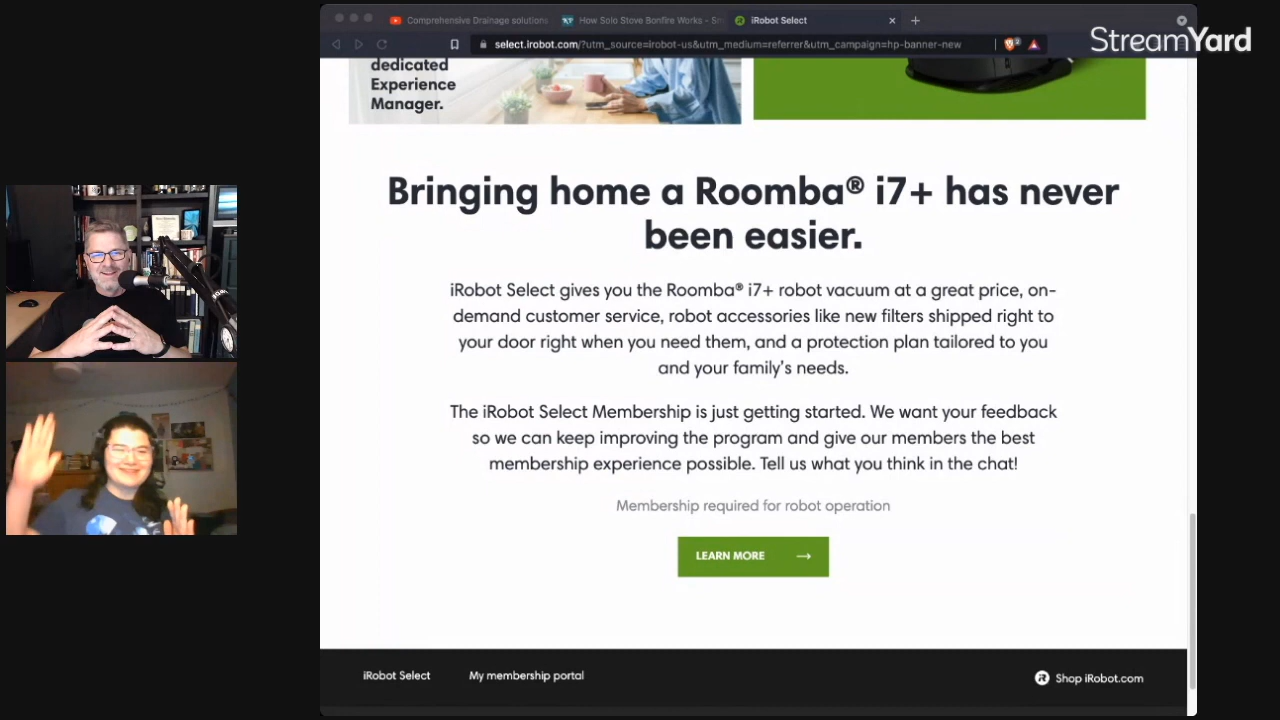 Comprehensive Drainage solutions
How Solo Stove Bonfire Works - Sm
iRobot Select
select.irobot.com/?utm_source=irobot-us&utm_medium=referrer&utm_campaign=hp-banner-new
StreamYard
dedicated
Experience
Manager.
Bringing home a Roomba® i7+ has never
been easier.
iRobot Select gives you the Roomba® i7+ robot vacuum at a great price, on-
demand customer service, robot accessories like new filters shipped right to
your door right when you need them, and a protection plan tailored to you
and your family's needs.
The iRobot Select Membership is just getting started. We want your feedback
so we can keep improving the program and give our members the best
membership experience possible. Tell us what you think in the chat!
Membership required for robot operation
LEARN MORE
iRobot Select
My membership portal
Shop iRobot.com